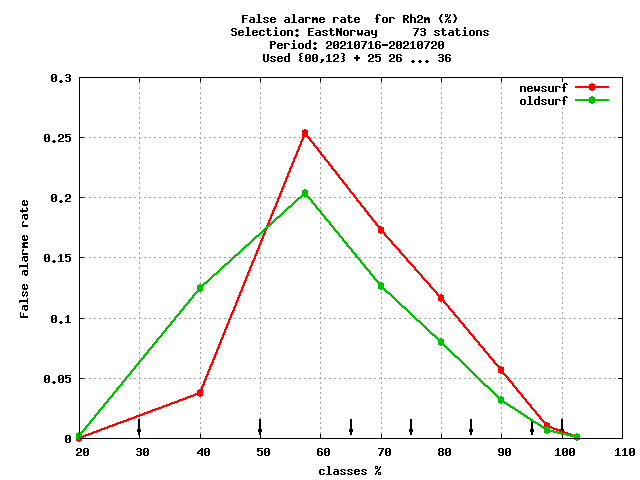 False alarme rate  for Rh2m (%)
Selection: EastNorway     73 stations
Period: 20210716-20210720
Used {00,12} + 25 26 ... 36
newsurf
oldsurf
0.3
0.25
0.2
0.15
0.1
0.05
0
False alarme rate
20 30 40 50 60 70 80 90 100 110
classes %